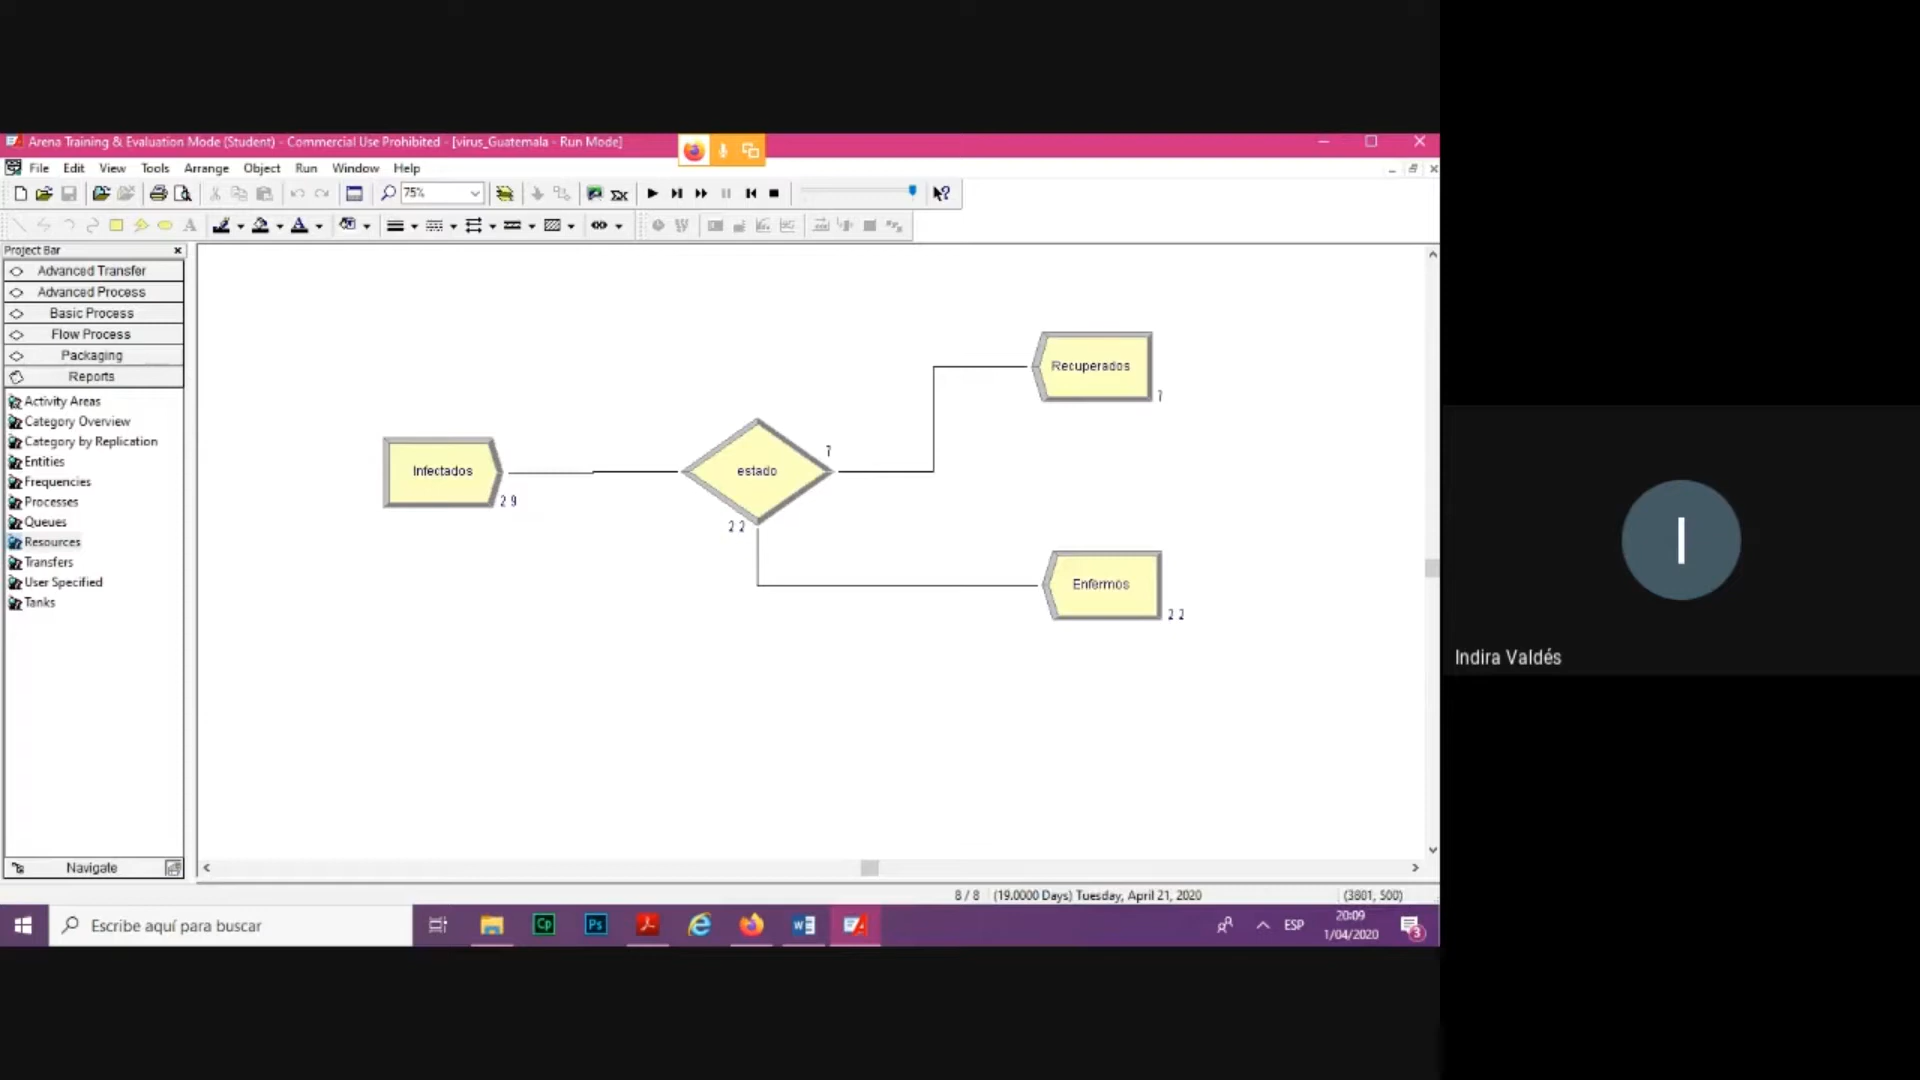 Arena Training & Evaluation Mode (Student) - Commercial Use Prohibited - [virus_Guatemala - Run Mode]
File Edit View Tools Arrange Object Run Window Help
75%
Project Bar
Advanced Transfer
Advanced Process
Basic Process
Flow Process
Packaging
Reports
Activity Areas
Category Overview
Category by Replication
Entities
Frequencies
Processes
Queues
Resources
Transfers
User Specified
Tanks
Navigate
Infectados
29
estado
7
22
Recuperados
7
Enfermos
22
8 / 8 (19.0000 Days) Tuesday, April 21, 2020 (3801, 500)
Escribe aquí para buscar
Cp
Ps
ESP
20:09
1/04/2020
3
I
Indira Valdés